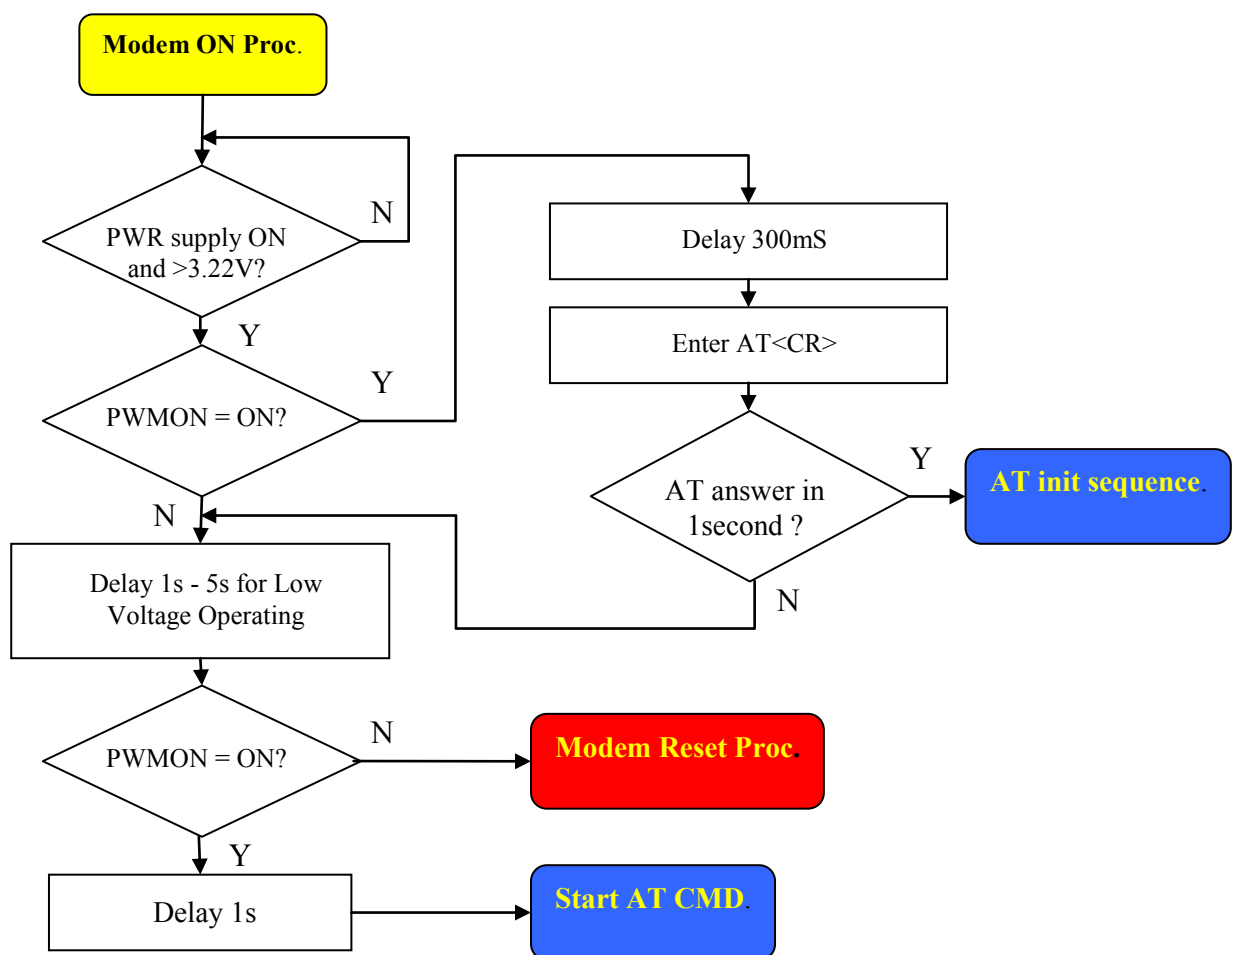 Modem ON Proc.
N
PWR supply ON
and >3.22V?
Y
PWMON = ON?
Y
Delay 300mS
Enter AT<CR>
AT answer in
1second ?
Y
AT init sequence.
N
N
Delay 1s - 5s for Low
Voltage Operating
PWMON = ON?
N
Modem Reset Proc.
Y
Delay 1s
Start AT CMD.